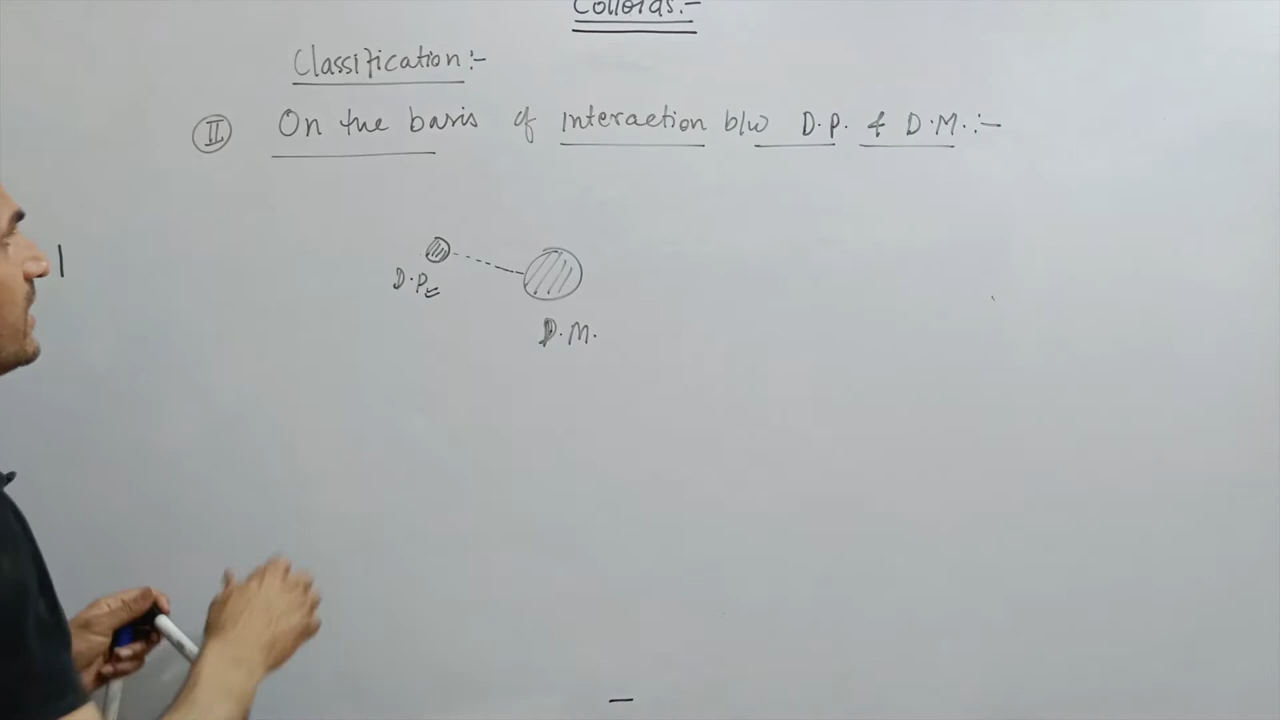 Colloids:-
Classification:-
II On the basis of interaction b/w D.P. & D.M.:-
D.P.
D.M.